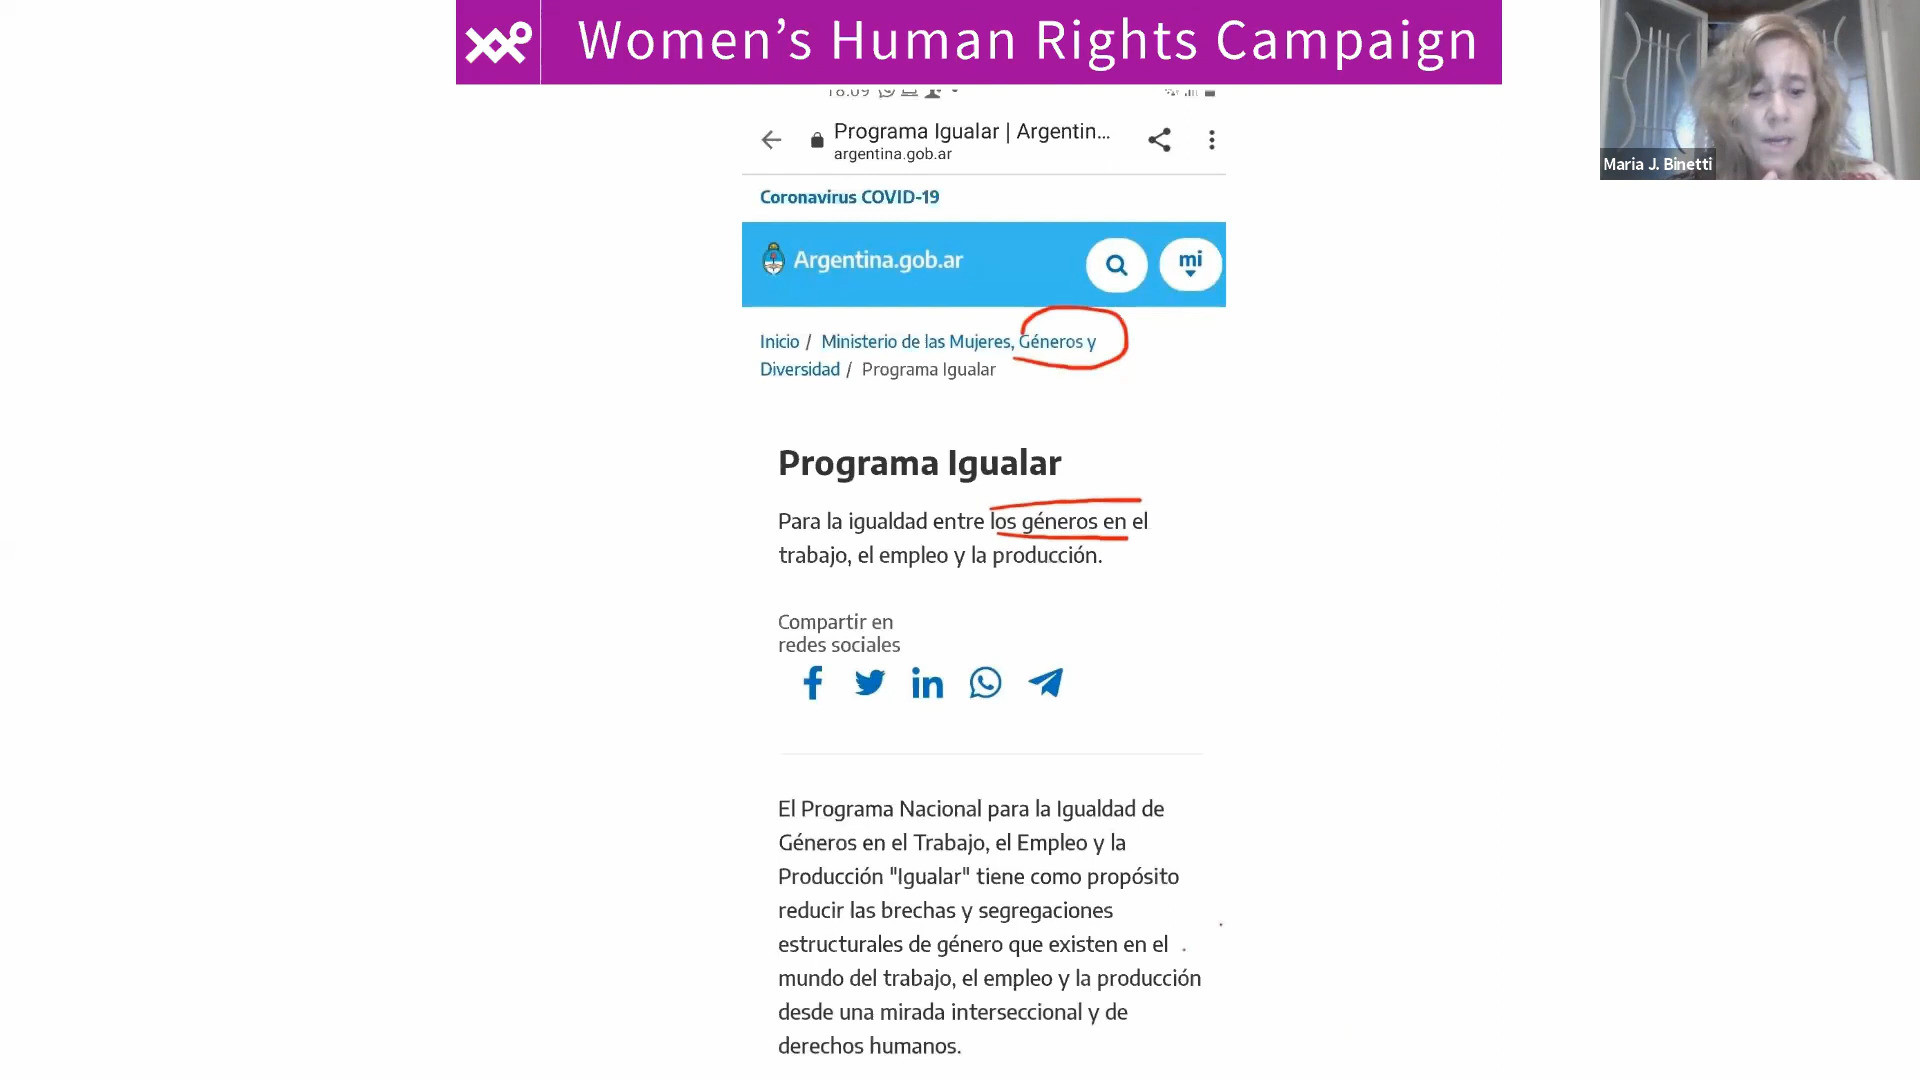 Women's Human Rights Campaign
Maria J. Binetti
18:09
Programa Igualar | Argentin...
argentina.gob.ar
Coronavirus COVID-19
Argentina.gob.ar
mi
Inicio / Ministerio de las Mujeres, Géneros y
Diversidad / Programa Igualar
Programa Igualar
Para la igualdad entre los géneros en el
trabajo, el empleo y la producción.
Compartir en
redes sociales
El Programa Nacional para la Igualdad de
Géneros en el Trabajo, el Empleo y la
Producción "Igualar" tiene como propósito
reducir las brechas y segregaciones
estructurales de género que existen en el
mundo del trabajo, el empleo y la producción
desde una mirada interseccional y de
derechos humanos.